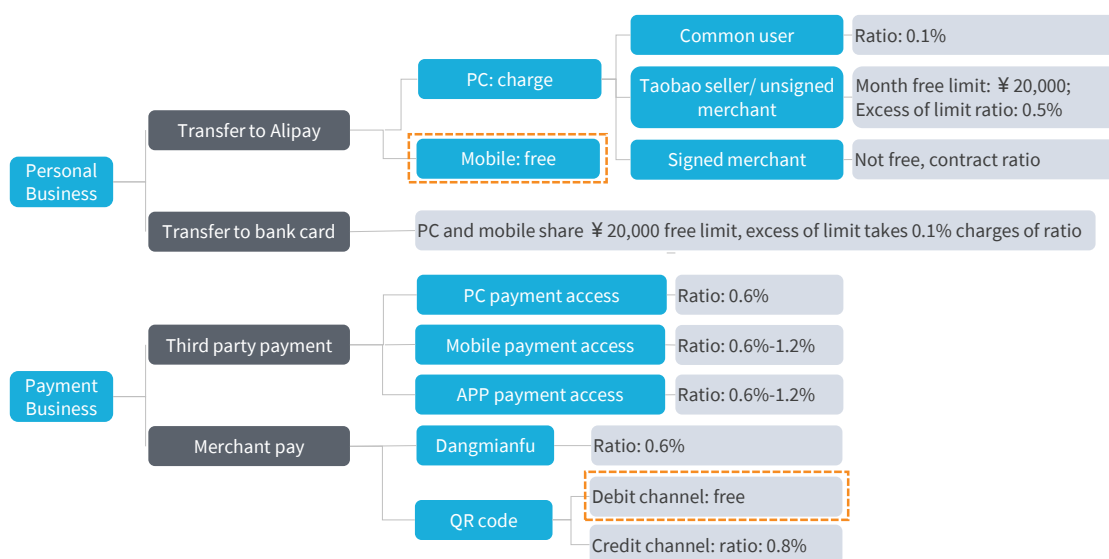 Common user
Ratio: 0.1%
PC: charge
Taobao seller/ unsigned
merchant
Month free limit: ¥ 20,000;
Excess of limit ratio: 0.5%
Transfer to Alipay
Mobile: free
Signed merchant
Not free, contract ratio
Personal
Business
Transfer to bank card
PC and mobile share ¥ 20,000 free limit, excess of limit takes 0.1% charges of ratio
PC payment access
Ratio: 0.6%
Third party payment
Mobile payment access
Ratio: 0.6%-1.2%
APP payment access
Ratio: 0.6%-1.2%
Payment
Business
Merchant pay
Dangmianfu
Ratio: 0.6%
Debit channel: free
QR code
Credit channel: ratio: 0.8%